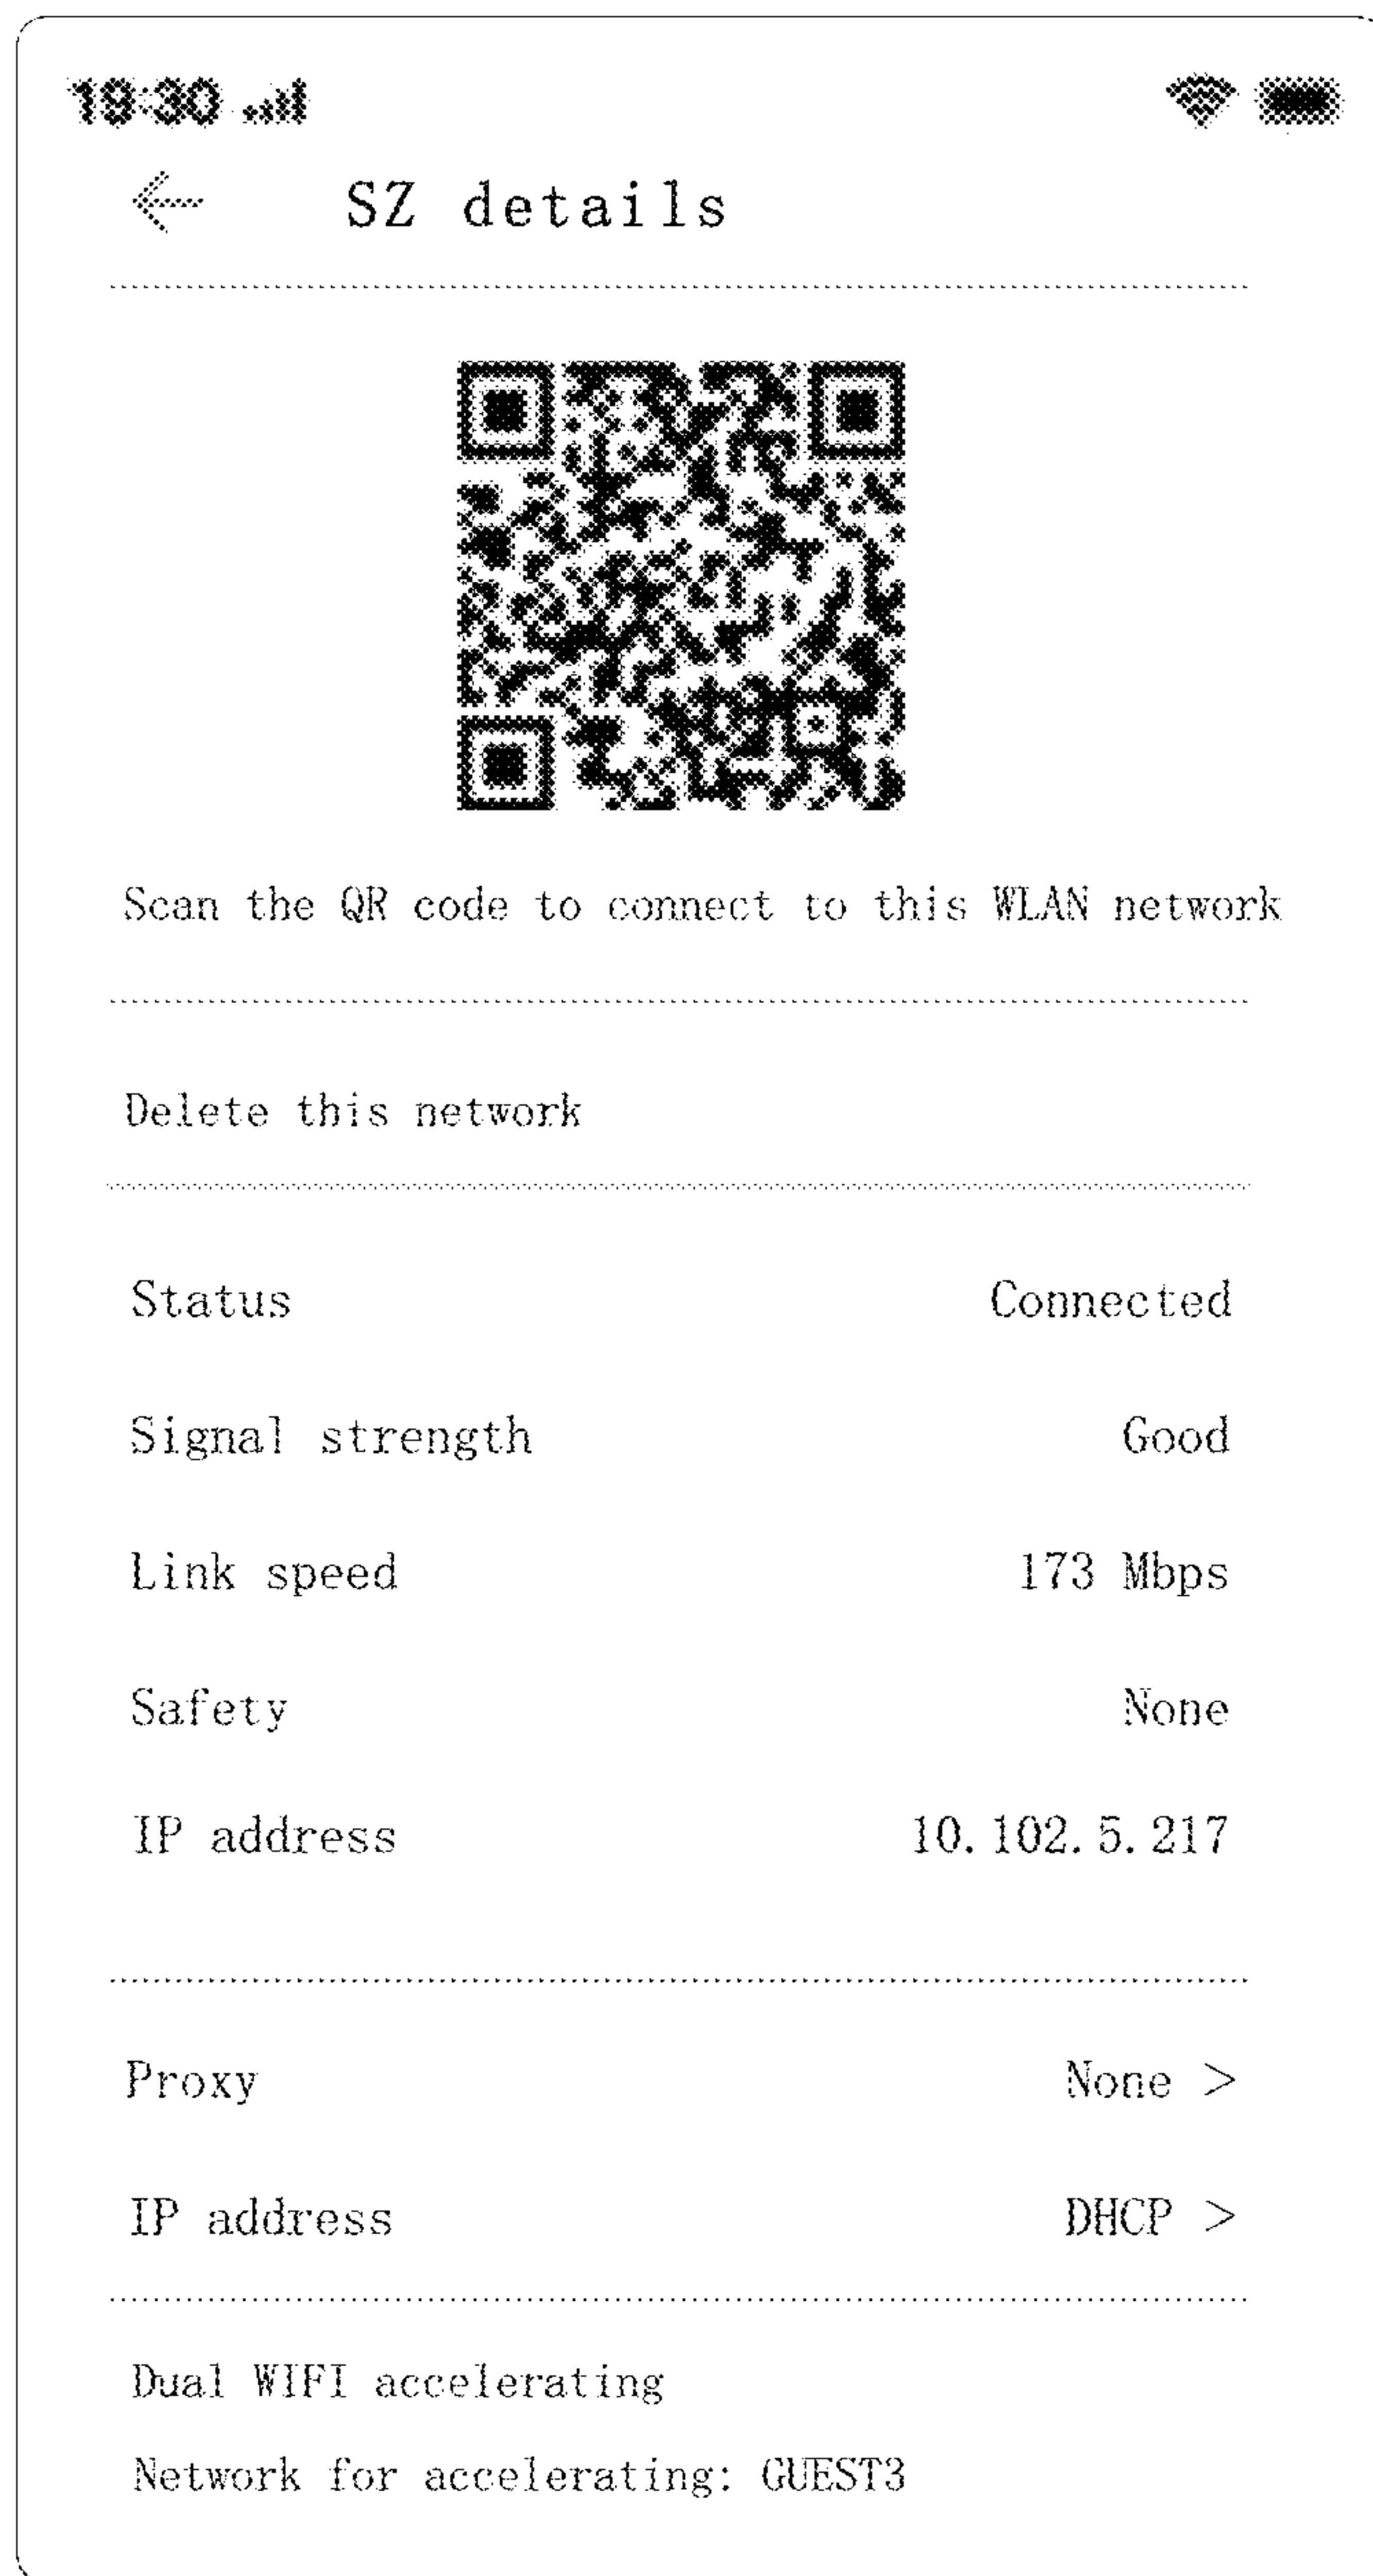 19:30
SZ details
Scan the QR code to connect to this WLAN network
Delete this network
Status Connected
Signal strength Good
Link speed 173 Mbps
Safety None
IP address 10.102.5.217
Proxy None >
IP address DHCP >
Dual WIFI accelerating
Network for accelerating: GUEST3